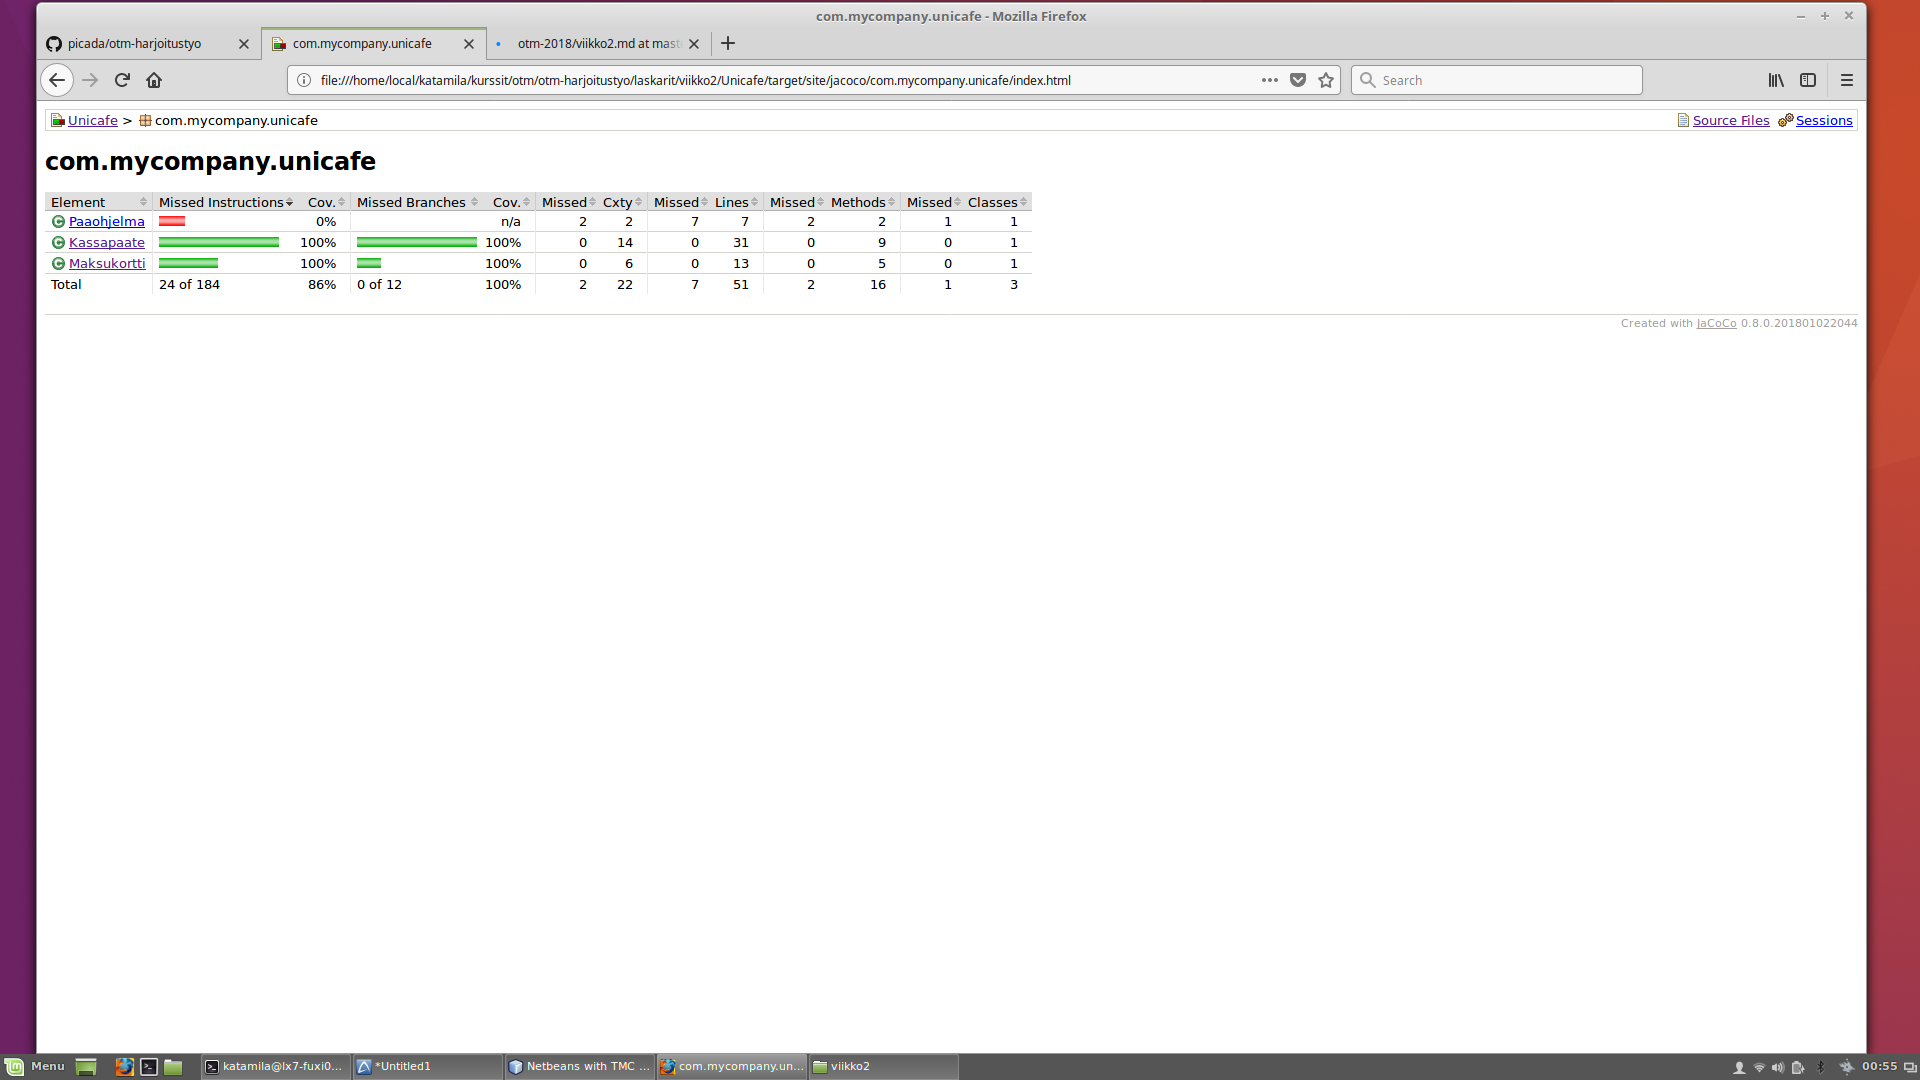 com.mycompany.unicafe - Mozilla Firefox
picada/otm-harjoitustyo
com.mycompany.unicafe
otm-2018/viikko2.md at mast
file:///home/local/katamila/kurssit/otm/otm-harjoitustyo/laskarit/viikko2/Unicafe/target/site/jacoco/com.mycompany.unicafe/index.html
Search
Unicafe > com.mycompany.unicafe
Source Files Sessions
com.mycompany.unicafe
Element Missed Instructions Cov. Missed Branches Cov. Missed Cxty Missed Lines Missed Methods Missed Classes
Paaohjelma 0% n/a 2 2 7 7 2 2 1 1
Kassapaate 100% 100% 0 14 0 31 0 9 0 1
Maksukortti 100% 100% 0 6 0 13 0 5 0 1
Total 24 of 184 86% 0 of 12 100% 2 22 7 51 2 16 1 3
Created with JaCoCo 0.8.0.201801022044
Menu katamila@lx7-fuxi0... *Untitled1 Netbeans with TMC ... com.mycompany.un... viikko2 00:55